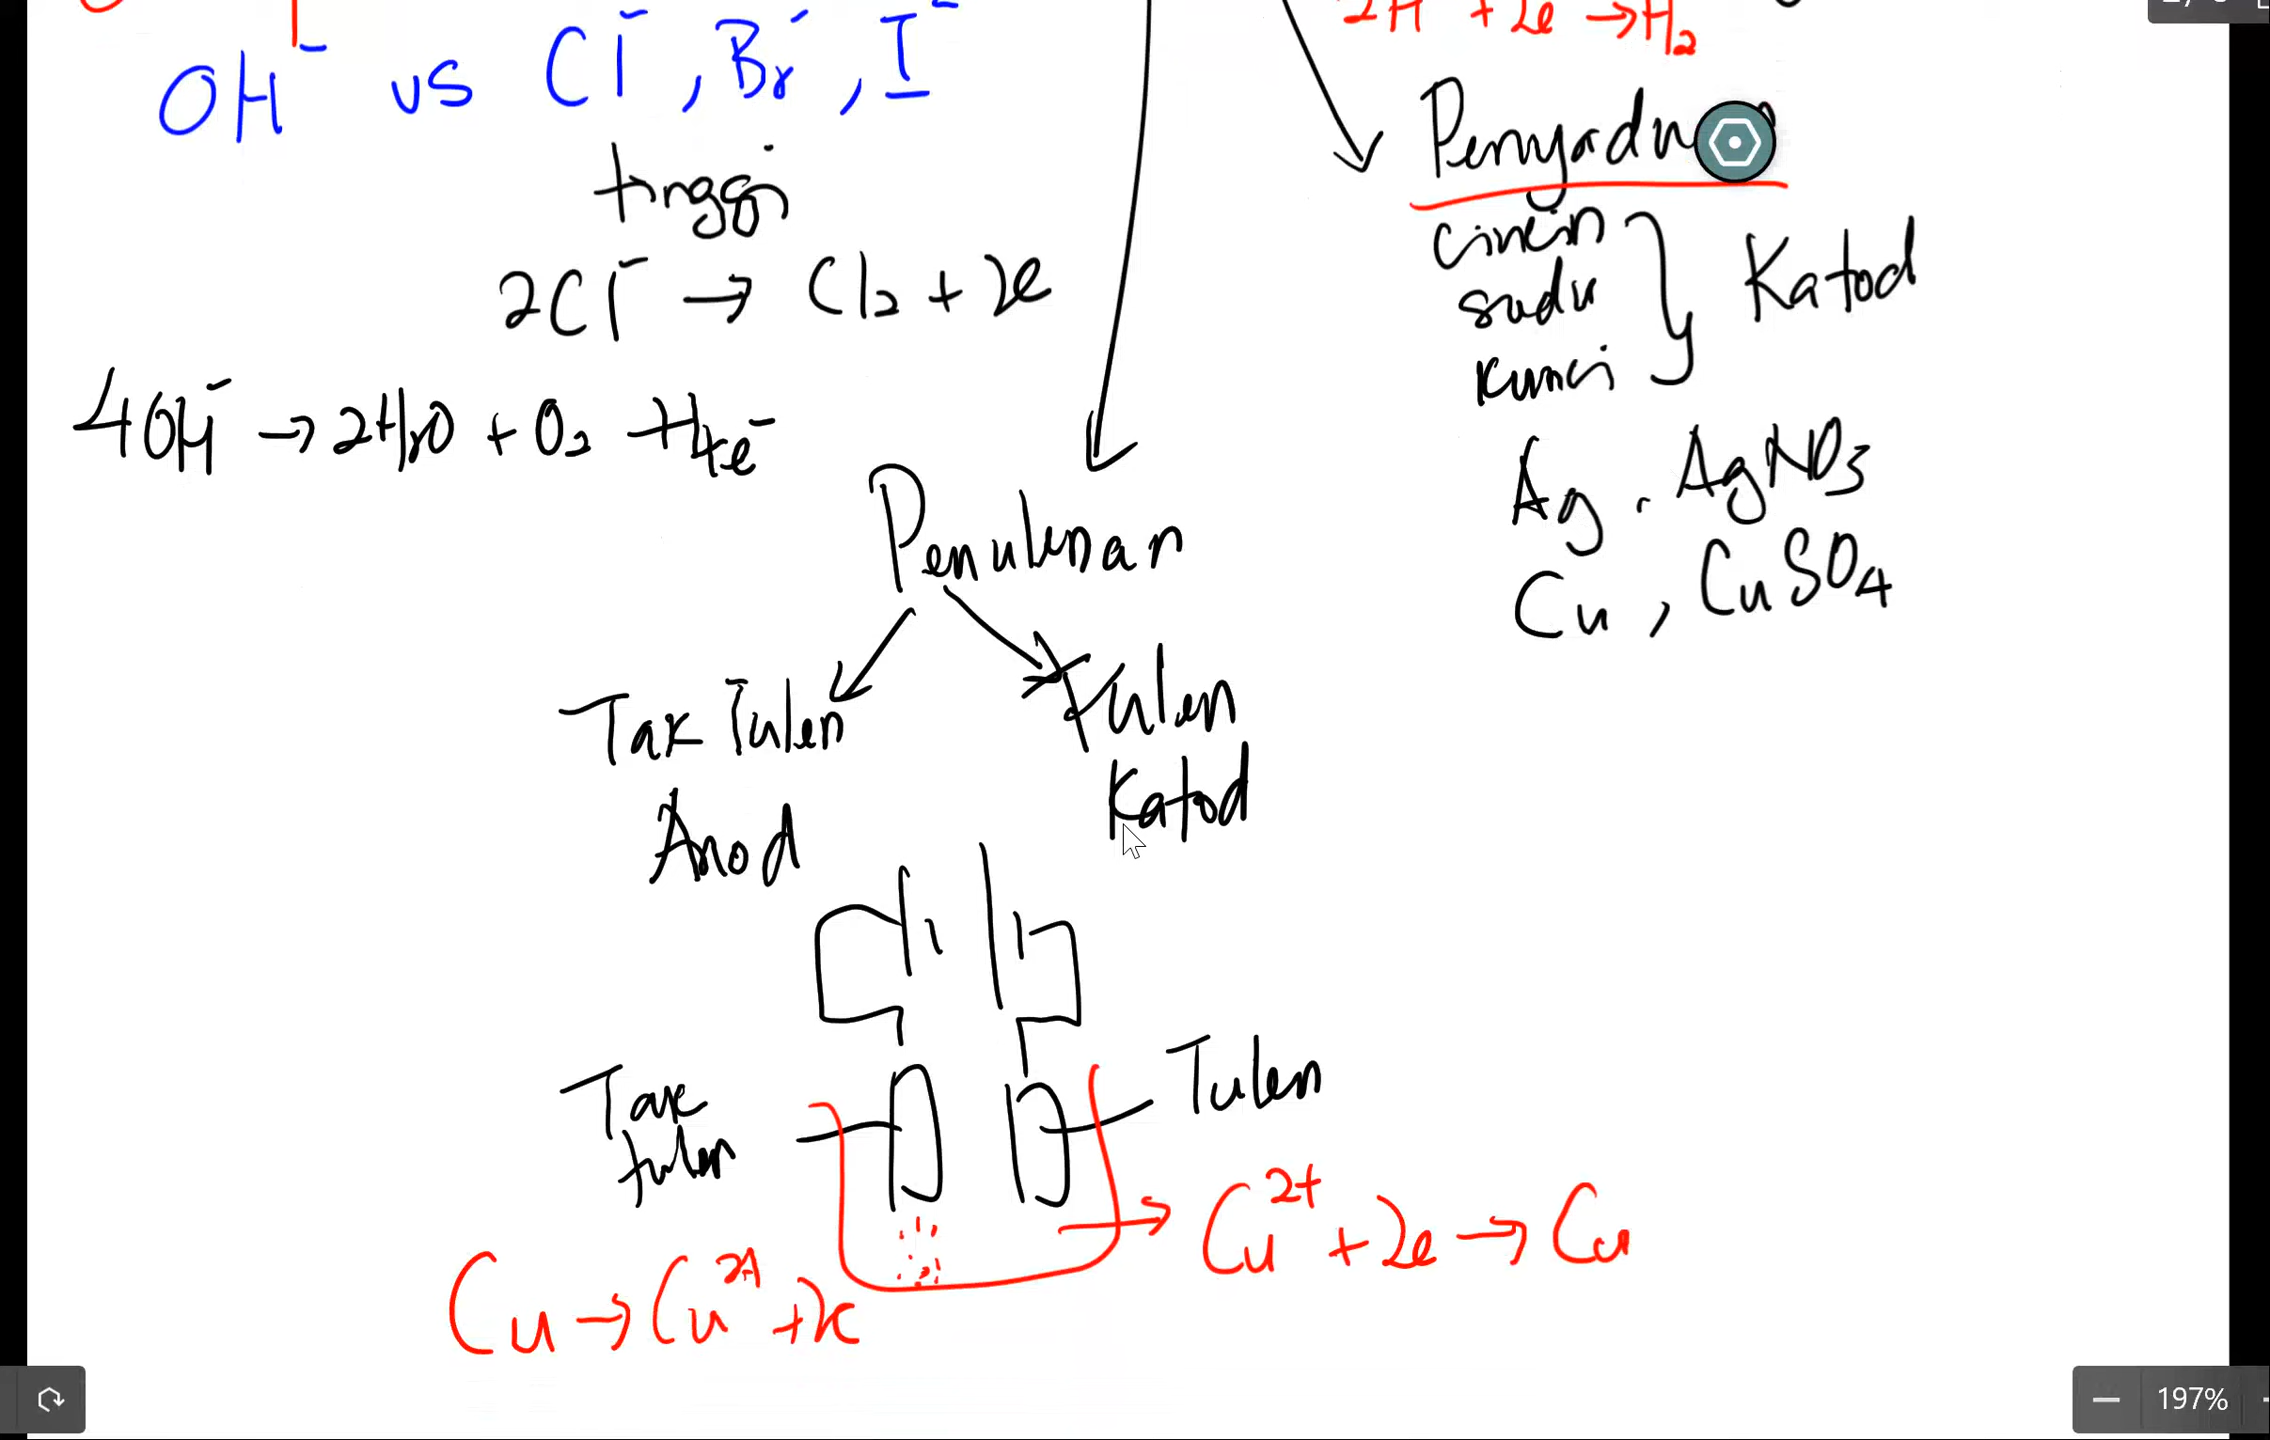 OH⁻ vs Cl⁻, Br⁻, I⁻
tinggi
2Cl⁻ → Cl₂ + 2e
4OH⁻ → 2H₂O + O₂ + 4e⁻
2H + 2e → H₂
cincin
sudu
kunci
Katod
Ag, AgNO₃
Cu, CuSO₄
Penulenan
Tak Tulen
Anod
Tulen
Katod
Tak
tulen
Tulen
Cu → Cu²⁺ + 2e
Cu²⁺ + 2e → Cu
197%